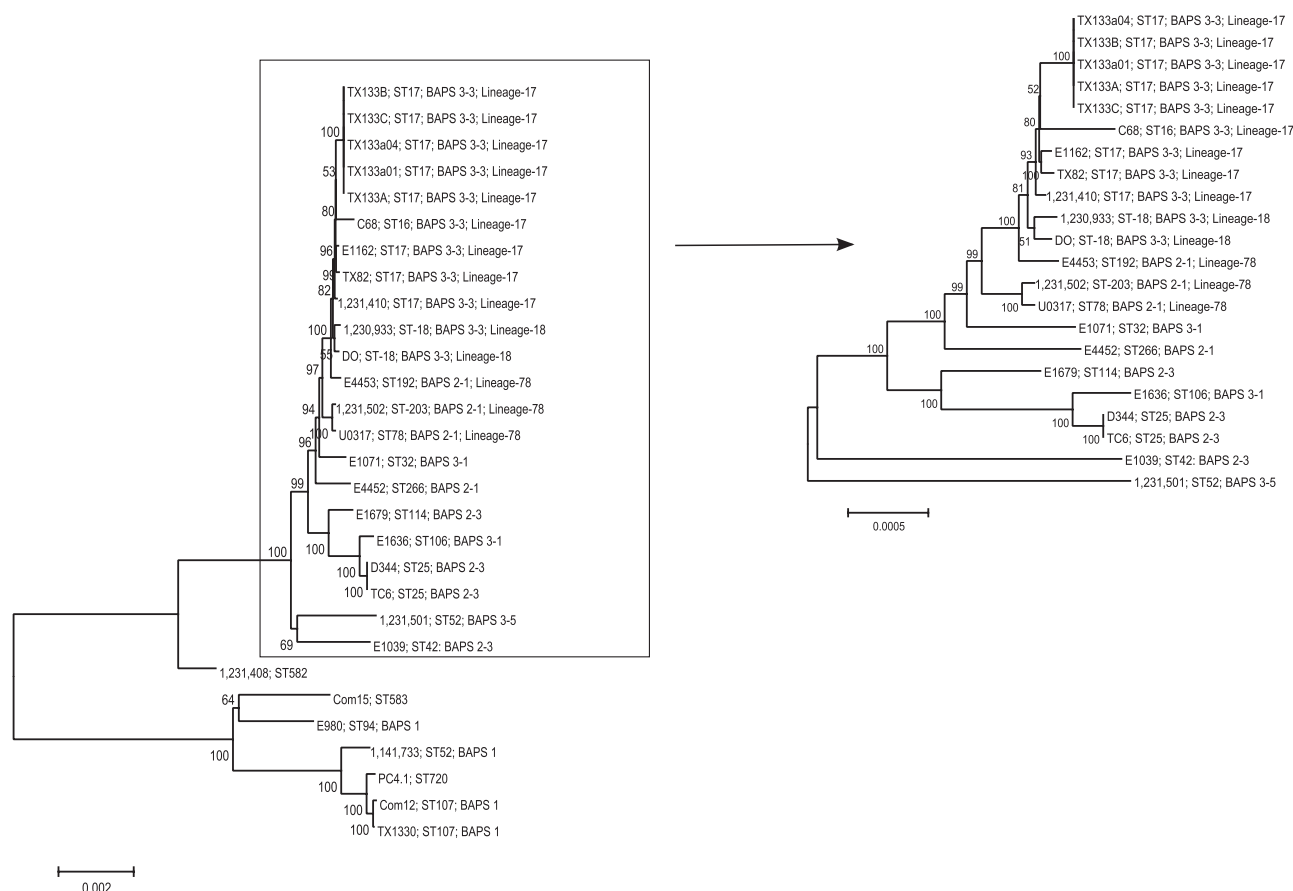 TX133B; ST17; BAPS 3-3; Lineage-17
TX133C; ST17; BAPS 3-3; Lineage-17
100
TX133a04; ST17; BAPS 3-3; Lineage-17
53
TX133a01; ST17; BAPS 3-3; Lineage-17
TX133A; ST17; BAPS 3-3; Lineage-17
80
C68; ST16; BAPS 3-3; Lineage-17
96
E1162; ST17; BAPS 3-3; Lineage-17
99
TX82; ST17; BAPS 3-3; Lineage-17
82
1,231,410; ST17; BAPS 3-3; Lineage-17
100
1,230,933; ST-18; BAPS 3-3; Lineage-18
55
DO; ST-18; BAPS 3-3; Lineage-18
97
E4453; ST192; BAPS 2-1; Lineage-78
94
1,231,502; ST-203; BAPS 2-1; Lineage-78
100
U0317; ST78; BAPS 2-1; Lineage-78
96
E1071; ST32; BAPS 3-1
99
E4452; ST266; BAPS 2-1
E1679; ST114; BAPS 2-3
100
E1636; ST106; BAPS 3-1
100
100
D344; ST25; BAPS 2-3
100
TC6; ST25; BAPS 2-3
1,231,501; ST52; BAPS 3-5
69
E1039; ST42: BAPS 2-3
1,231,408; ST582
64
Com15; ST583
E980; ST94; BAPS 1
100
1,141,733; ST52; BAPS 1
100
PC4.1; ST720
100
Com12; ST107; BAPS 1
100
TX1330; ST107; BAPS 1
0.002
TX133a04; ST17; BAPS 3-3; Lineage-17
TX133B; ST17; BAPS 3-3; Lineage-17
100
TX133a01; ST17; BAPS 3-3; Lineage-17
52
TX133A; ST17; BAPS 3-3; Lineage-17
TX133C; ST17; BAPS 3-3; Lineage-17
80
C68; ST16; BAPS 3-3; Lineage-17
93
E1162; ST17; BAPS 3-3; Lineage-17
100
TX82; ST17; BAPS 3-3; Lineage-17
81
1,231,410; ST17; BAPS 3-3; Lineage-17
100
1,230,933; ST-18; BAPS 3-3; Lineage-18
51
DO; ST-18; BAPS 3-3; Lineage-18
99
E4453; ST192; BAPS 2-1; Lineage-78
99
1,231,502; ST-203; BAPS 2-1; Lineage-78
100
U0317; ST78; BAPS 2-1; Lineage-78
100
E1071; ST32; BAPS 3-1
100
E4452; ST266; BAPS 2-1
E1679; ST114; BAPS 2-3
100
E1636; ST106; BAPS 3-1
100
D344; ST25; BAPS 2-3
100
TC6; ST25; BAPS 2-3
E1039; ST42: BAPS 2-3
1,231,501; ST52; BAPS 3-5
0.0005